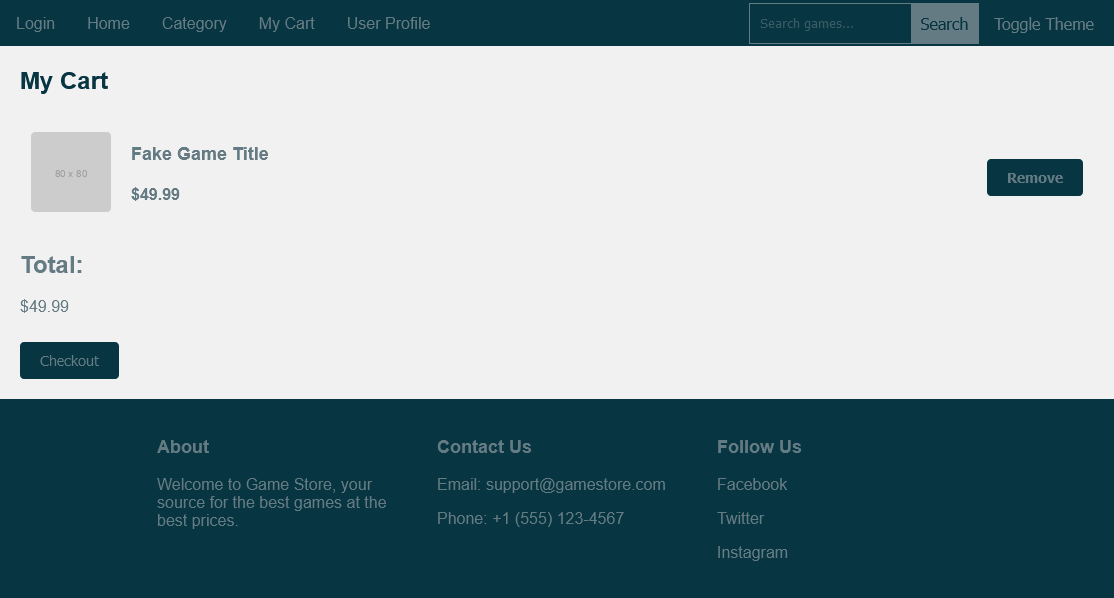 Login Home Category My Cart User Profile Search games... Search Toggle Theme
My Cart
80 x 80
Fake Game Title
$49.99
Remove
Total:
$49.99
Checkout
About
Welcome to Game Store, your
source for the best games at the
best prices.
Contact Us
Email: support@gamestore.com
Phone: +1 (555) 123-4567
Follow Us
Facebook
Twitter
Instagram